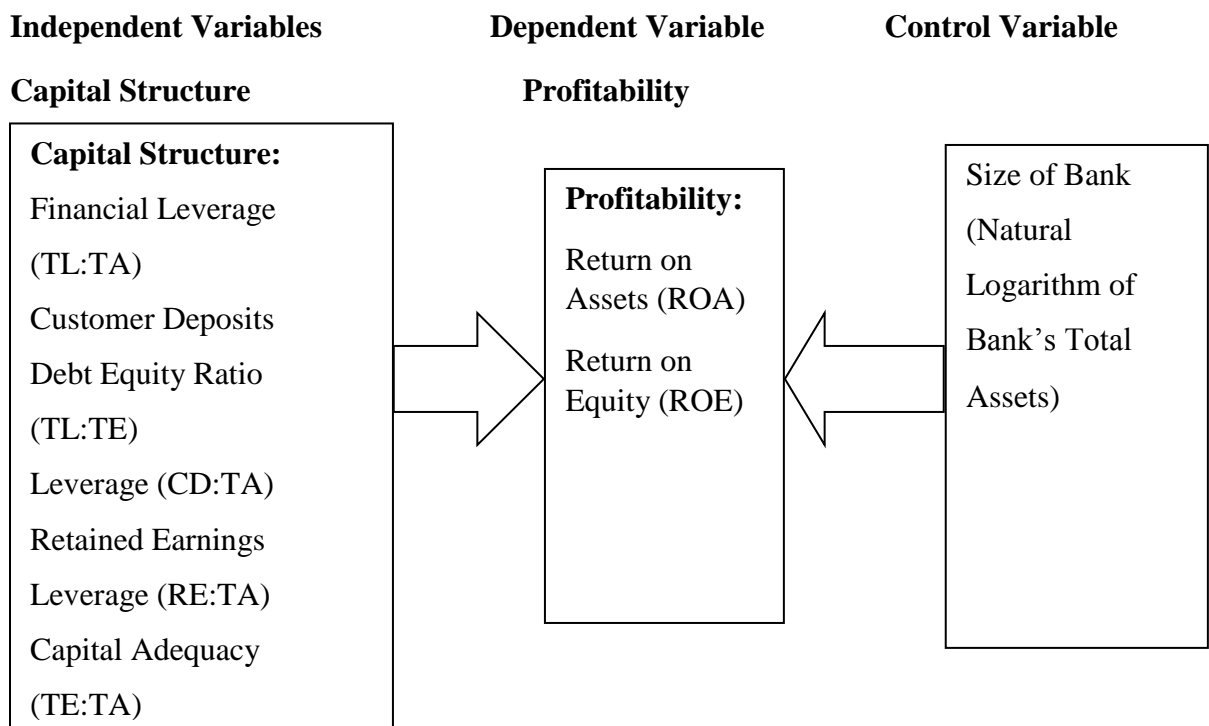 Independent Variables Dependent Variable Control Variable
Capital Structure Profitability
Capital Structure:
Financial Leverage
(TL:TA)
Customer Deposits
Debt Equity Ratio
(TL:TE)
Leverage (CD:TA)
Retained Earnings
Leverage (RE:TA)
Capital Adequacy
(TE:TA)
Profitability:
Return on
Assets (ROA)
Return on
Equity (ROE)
Size of Bank
(Natural
Logarithm of
Bank’s Total
Assets)